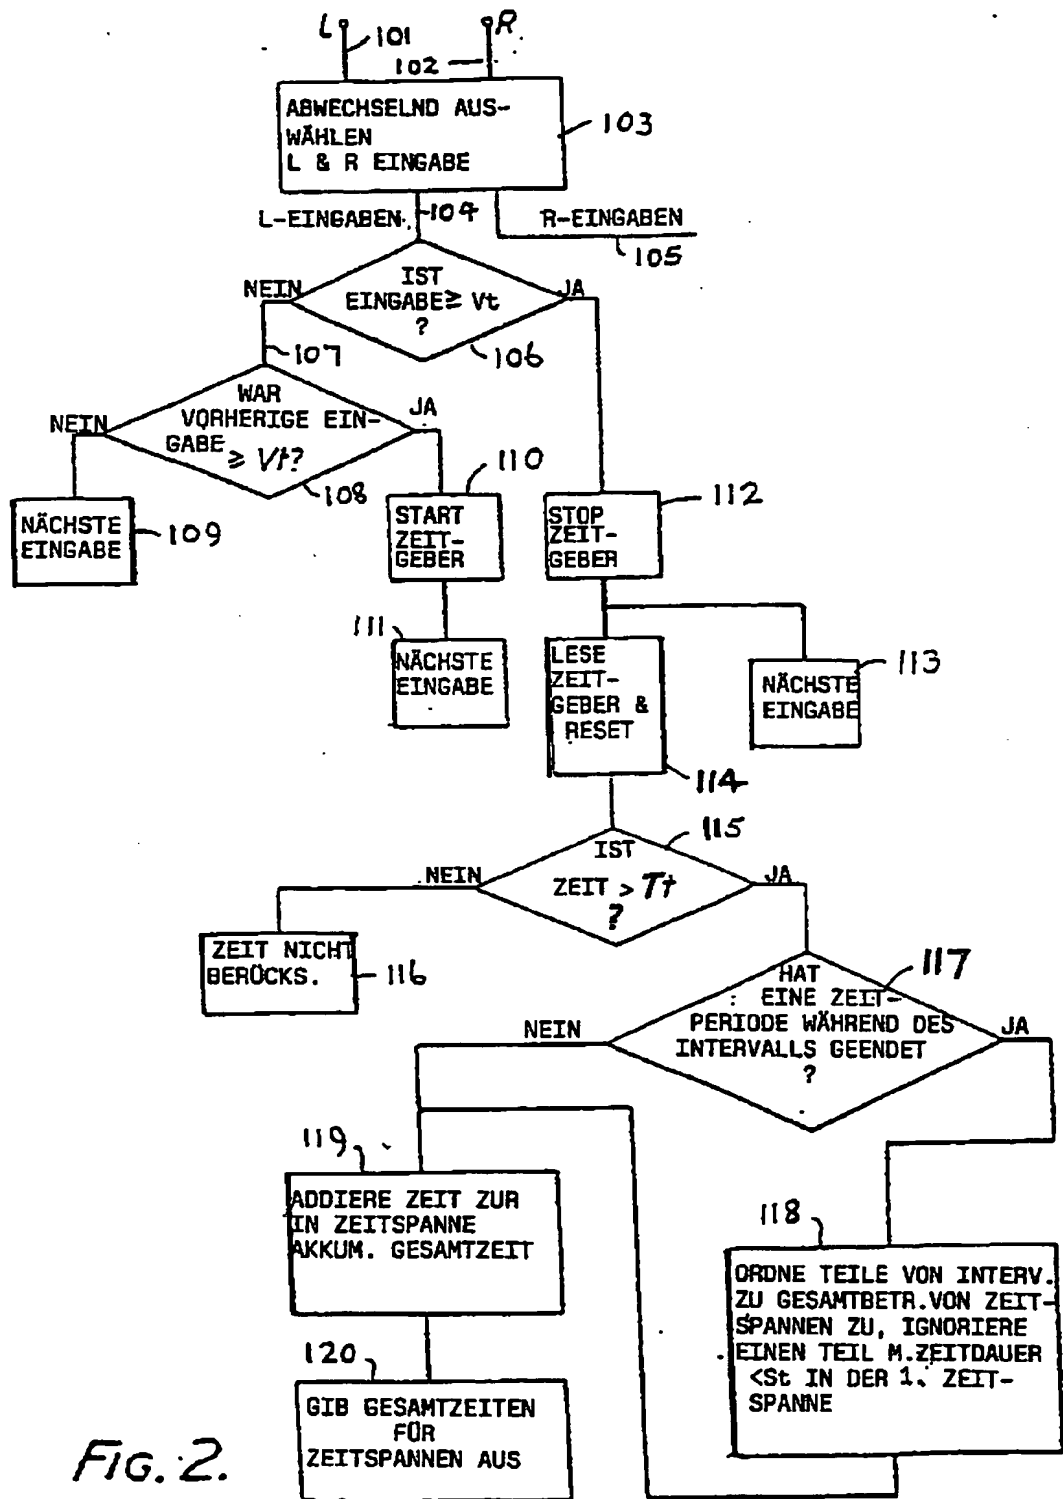 L
R
101
102
ABWECHSELND AUS-
WÄHLEN
L & R EINGABE
103
L-EINGABEN
104
R-EINGABEN
105
NEIN
IST
EINGABE ≥ Vt
?
JA
106
107
NEIN
WAR
VORHERIGE EIN-
GABE ≥ Vt?
JA
108
NÄCHSTE
EINGABE
109
110
START
ZEIT-
GEBER
STOP
ZEIT-
GEBER
112
111
NÄCHSTE
EINGABE
LESE
ZEIT-
GEBER &
RESET
114
NÄCHSTE
EINGABE
113
115
NEIN
IST
ZEIT > Tt
?
JA
ZEIT NICHT
BERÜCKS.
116
117
NEIN
HAT
EINE ZEIT-
PERIODE WÄHREND DES
INTERVALLS GEENDET
?
JA
119
ADDIERE ZEIT ZUR
IN ZEITSPANNE
AKKUM. GESAMTZEIT
118
ORDNE TEILE VON INTERV.
ZU GESAMTBETR.VON ZEIT-
SPANNEN ZU, IGNORIERE
EINEN TEIL M.ZEITDAUER
<St IN DER 1. ZEIT-
SPANNE
120
GIB GESAMTZEITEN
FÜR
ZEITSPANNEN AUS
FIG. 2.